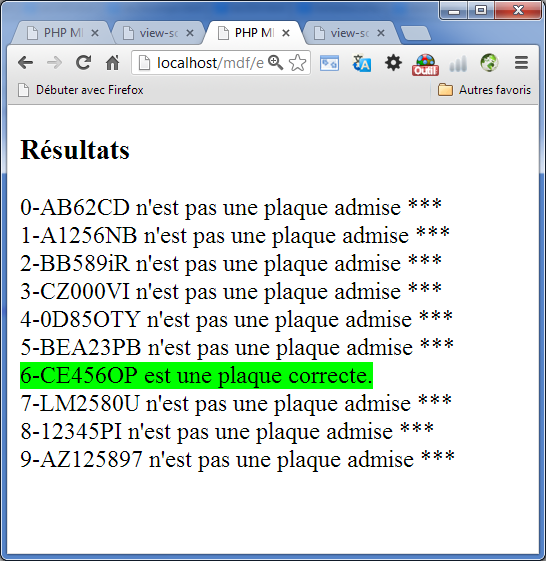 PHP MI
view-sc
PHP MI
view-sc
localhost/mdf/e
OUTIL
Débuter avec Firefox
Autres favoris
Résultats
0-AB62CD n'est pas une plaque admise ***
1-A1256NB n'est pas une plaque admise ***
2-BB589iR n'est pas une plaque admise ***
3-CZ000VI n'est pas une plaque admise ***
4-0D85OTY n'est pas une plaque admise ***
5-BEA23PB n'est pas une plaque admise ***
6-CE456OP est une plaque correcte.
7-LM2580U n'est pas une plaque admise ***
8-12345PI n'est pas une plaque admise ***
9-AZ125897 n'est pas une plaque admise ***